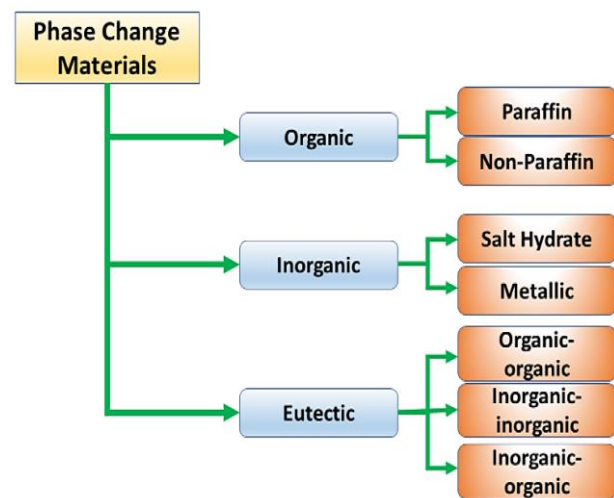 Phase Change
Materials
Organic
Paraffin
Non-Paraffin
Inorganic
Salt Hydrate
Metallic
Eutectic
Organic-
organic
Inorganic-
inorganic
Inorganic-
organic